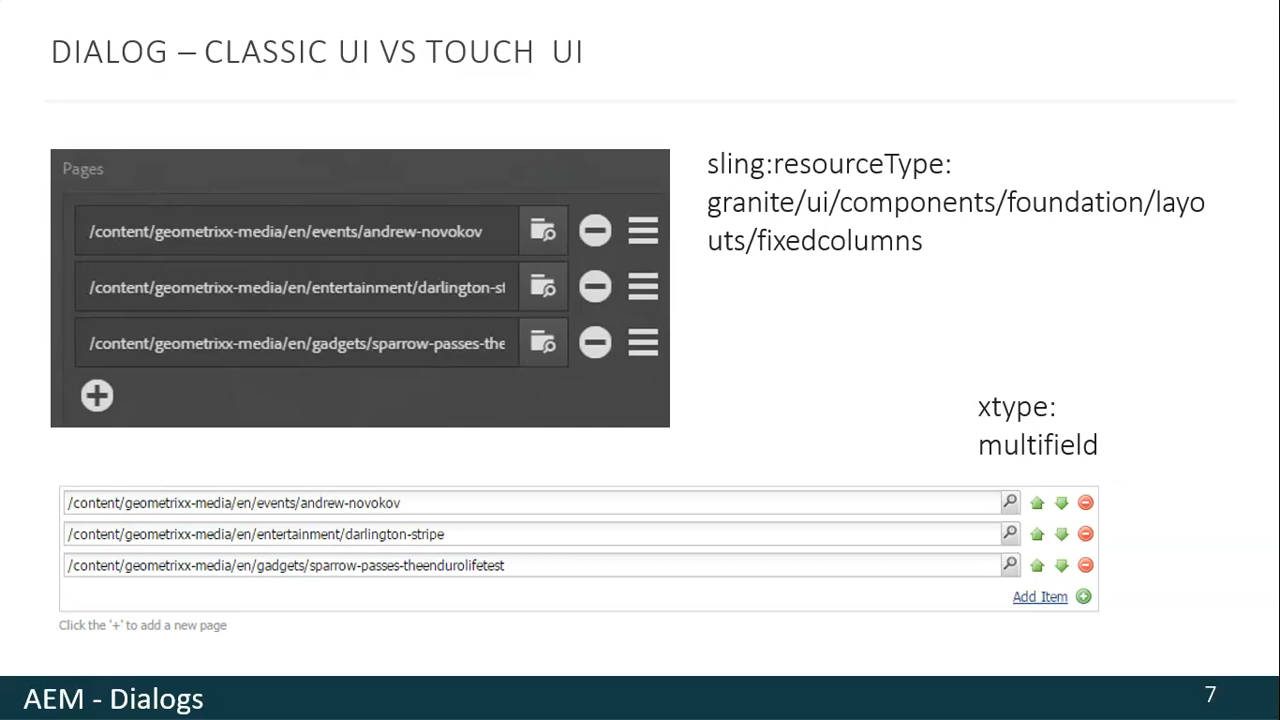 DIALOG – CLASSIC UI VS TOUCH UI
Pages
/content/geometrixx-media/en/events/andrew-novokov
/content/geometrixx-media/en/entertainment/darlington-st
/content/geometrixx-media/en/gadgets/sparrow-passes-the
sling:resourceType:
granite/ui/components/foundation/layo
uts/fixedcolumns
xtype:
multifield
/content/geometrixx-media/en/events/andrew-novokov
/content/geometrixx-media/en/entertainment/darlington-stripe
/content/geometrixx-media/en/gadgets/sparrow-passes-theendurolifetest
Add Item
Click the '+' to add a new page
AEM - Dialogs
7